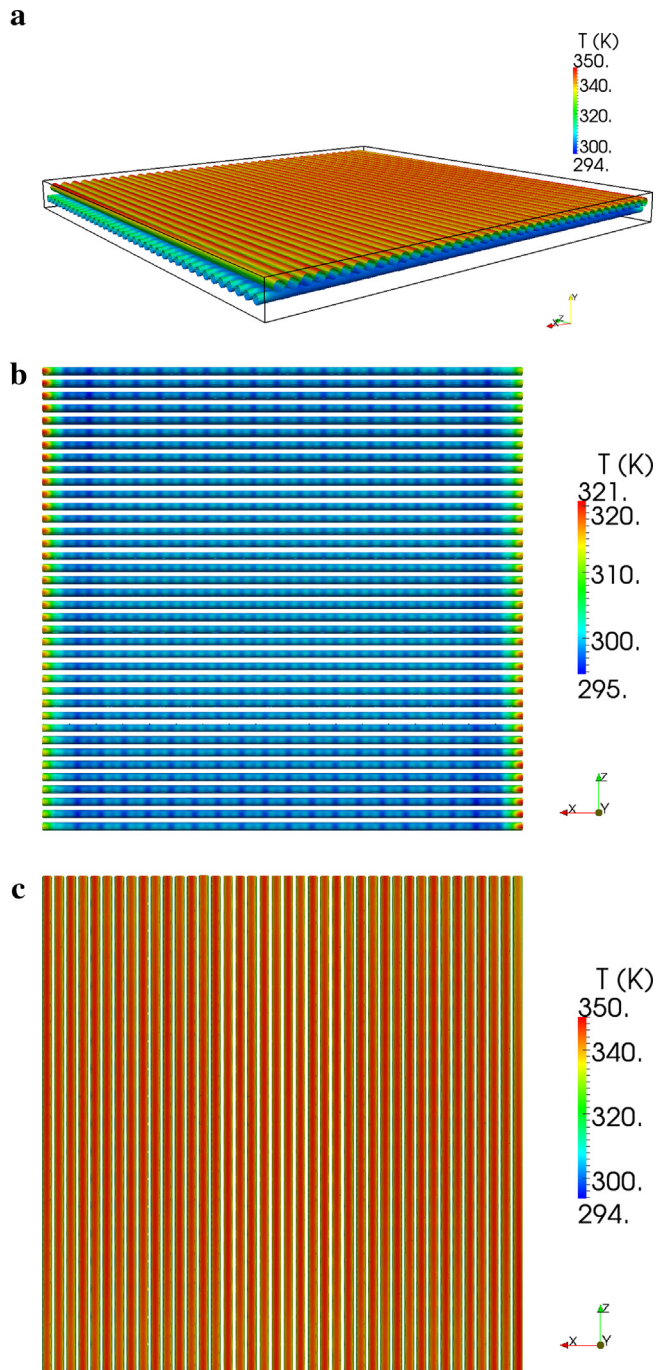 a
T (K)
350.
340.
320.
300.
294.
Y
X Z
b
T (K)
321.
320.
310.
300.
295.
Z
X Y
c
T (K)
350.
340.
320.
300.
294.
Z
X Y